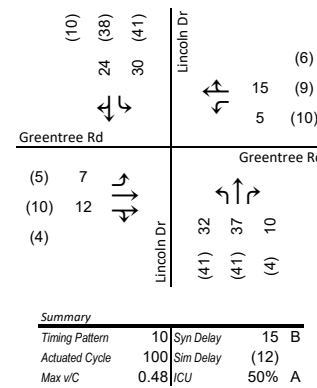 (10) (38) (41)
24 30
Lincoln Dr
(6)
15 (9)
5 (10)
Greentree Rd
Greentree Rd
(5) 7
(10) 12
(4)
Lincoln Dr
32 37 10
(41) (41) (4)
Summary
Timing Pattern 10 Syn Delay 15 B
Actuated Cycle 100 Sim Delay (12)
Max v/C 0.48 ICU 50% A